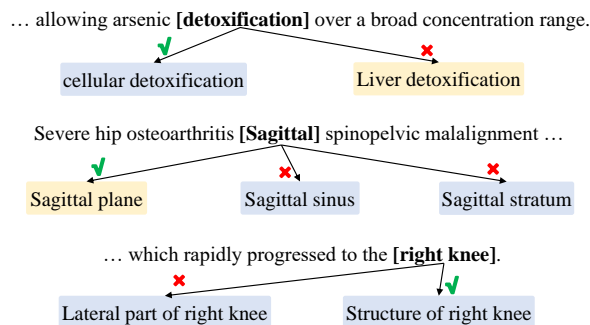 … allowing arsenic [detoxification] over a broad concentration range.
cellular detoxification Liver detoxification
Severe hip osteoarthritis [Sagittal] spinopelvic malalignment …
Sagittal plane Sagittal sinus Sagittal stratum
… which rapidly progressed to the [right knee].
Lateral part of right knee Structure of right knee